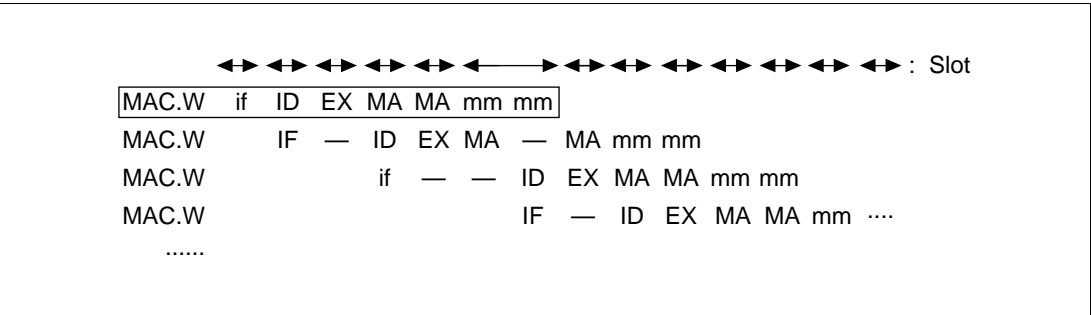 : Slot
MAC.W if ID EX MA MA mm mm
MAC.W IF — ID EX MA — MA mm mm
MAC.W if — — ID EX MA MA mm mm
MAC.W IF — ID EX MA MA mm ····
······